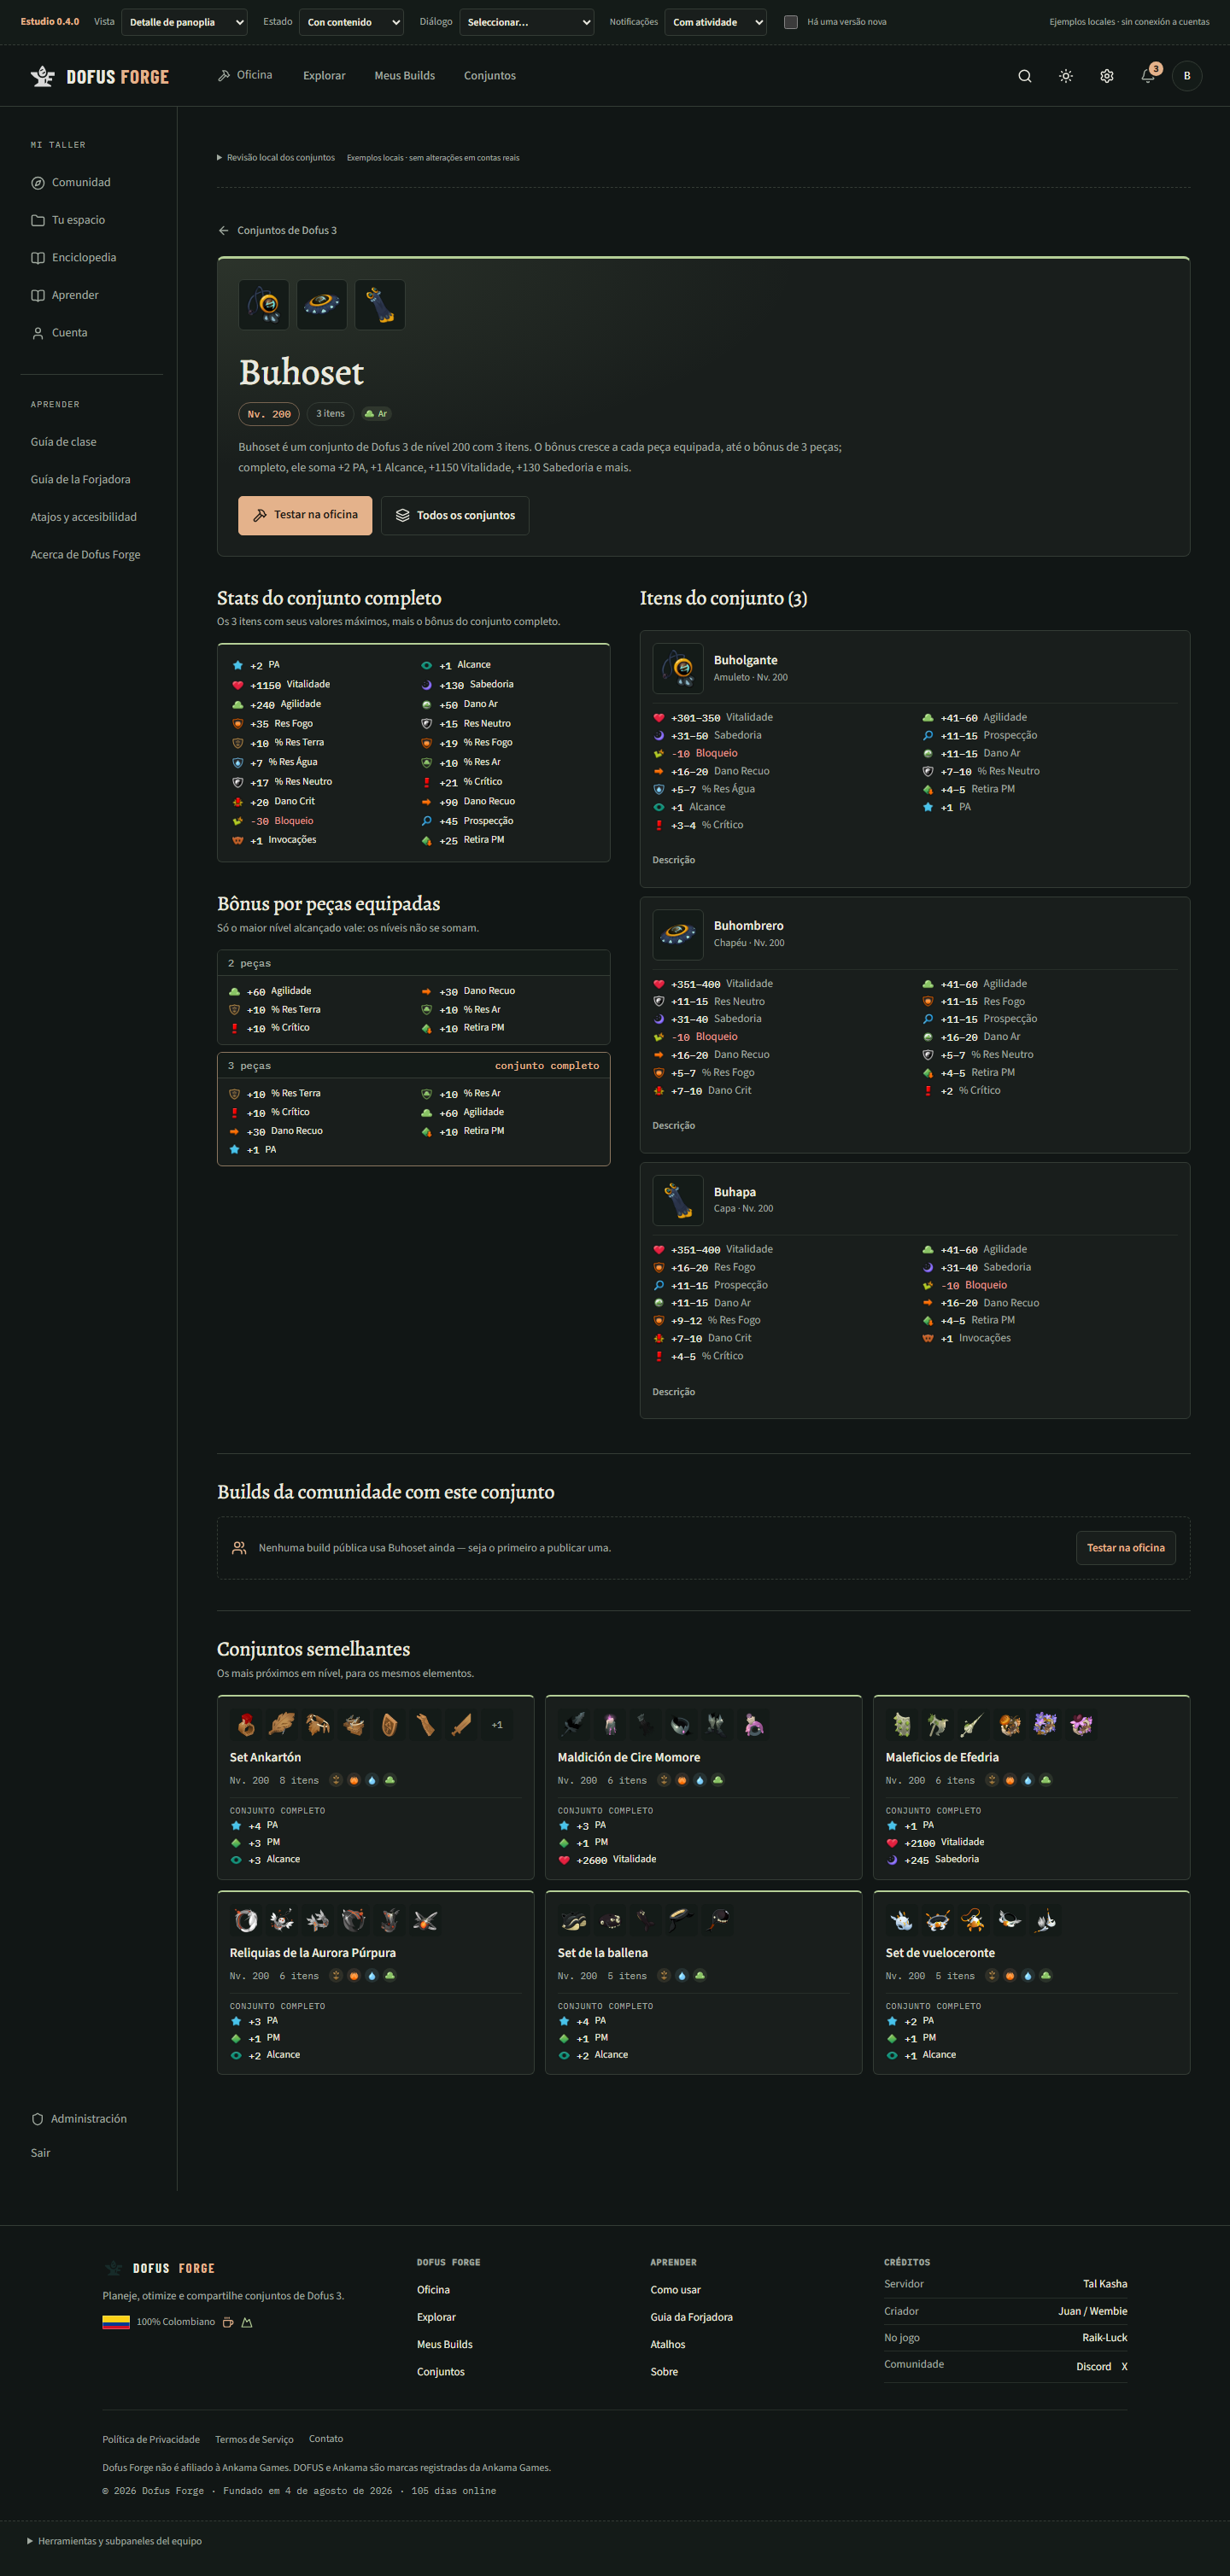 Estudio 0.4.0 Vista Detalle de panoplia Estado Con contenido Diálogo Seleccionar... Notificações Com atividade Há uma versão nova Ejemplos locales · sin conexión a cuentas
DOFUS FORGE Oficina Explorar Meus Builds Conjuntos 3 B
MI TALLER
Comunidad
Tu espacio
Enciclopedia
Aprender
Cuenta
APRENDER
Guía de clase
Guía de la Forjadora
Atajos y accesibilidad
Acerca de Dofus Forge
Administración
Sair
Revisão local dos conjuntos Exemplos locais · sem alterações em contas reais
Conjuntos de Dofus 3
Buhoset
Nv. 200 3 itens Ar
Buhoset é um conjunto de Dofus 3 de nível 200 com 3 itens. O bônus cresce a cada peça equipada, até o bônus de 3 peças;
completo, ele soma +2 PA, +1 Alcance, +1150 Vitalidade, +130 Sabedoria e mais.
Testar na oficina Todos os conjuntos
Stats do conjunto completo
Os 3 itens com seus valores máximos, mais o bônus do conjunto completo.
+2 PA +1 Alcance
+1150 Vitalidade +130 Sabedoria
+240 Agilidade +50 Dano Ar
+35 Res Fogo +15 Res Neutro
+10 % Res Terra +19 % Res Fogo
+7 % Res Água +10 % Res Ar
+17 % Res Neutro +21 % Crítico
+20 Dano Crit +90 Dano Recuo
-30 Bloqueio +45 Prospecção
+1 Invocações +25 Retira PM
Bônus por peças equipadas
Só o maior nível alcançado vale: os níveis não se somam.
2 peças
+60 Agilidade +30 Dano Recuo
+10 % Res Terra +10 % Res Ar
+10 % Crítico +10 Retira PM
3 peças conjunto completo
+10 % Res Terra +10 % Res Ar
+10 % Crítico +60 Agilidade
+30 Dano Recuo +10 Retira PM
+1 PA
Itens do conjunto (3)
Buholgante
Amuleto · Nv. 200
+301–350 Vitalidade +41–60 Agilidade
+31–50 Sabedoria +11–15 Prospecção
-10 Bloqueio +11–15 Dano Ar
+16–20 Dano Recuo +7–10 % Res Neutro
+5–7 % Res Água +4–5 Retira PM
+1 Alcance +1 PA
+3–4 % Crítico
Descrição
Buhombrero
Chapéu · Nv. 200
+351–400 Vitalidade +41–60 Agilidade
+11–15 Res Neutro +11–15 Res Fogo
+31–40 Sabedoria +11–15 Prospecção
-10 Bloqueio +16–20 Dano Ar
+16–20 Dano Recuo +5–7 % Res Neutro
+5–7 % Res Fogo +4–5 Retira PM
+7–10 Dano Crit +2 % Crítico
Descrição
Buhapa
Capa · Nv. 200
+351–400 Vitalidade +41–60 Agilidade
+16–20 Res Fogo +31–40 Sabedoria
+11–15 Prospecção -10 Bloqueio
+11–15 Dano Ar +16–20 Dano Recuo
+9–12 % Res Fogo +4–5 Retira PM
+7–10 Dano Crit +1 Invocações
+4–5 % Crítico
Descrição
Builds da comunidade com este conjunto
Nenhuma build pública usa Buhoset ainda — seja o primeiro a publicar uma. Testar na oficina
Conjuntos semelhantes
Os mais próximos em nível, para os mesmos elementos.
+1
Set Ankartón
Nv. 200 8 itens
CONJUNTO COMPLETO
+4 PA
+3 PM
+3 Alcance
Maldición de Cire Momore
Nv. 200 6 itens
CONJUNTO COMPLETO
+3 PA
+1 PM
+2600 Vitalidade
Maleficios de Efedria
Nv. 200 6 itens
CONJUNTO COMPLETO
+1 PA
+2100 Vitalidade
+245 Sabedoria
Reliquias de la Aurora Púrpura
Nv. 200 6 itens
CONJUNTO COMPLETO
+3 PA
+1 PM
+2 Alcance
Set de la ballena
Nv. 200 5 itens
CONJUNTO COMPLETO
+4 PA
+1 PM
+2 Alcance
Set de vueloceronte
Nv. 200 5 itens
CONJUNTO COMPLETO
+2 PA
+1 PM
+1 Alcance
DOFUS FORGE
Planeje, otimize e compartilhe conjuntos de Dofus 3.
100% Colombiano
DOFUS FORGE
Oficina
Explorar
Meus Builds
Conjuntos
APRENDER
Como usar
Guia da Forjadora
Atalhos
Sobre
CRÉDITOS
Servidor Tal Kasha
Criador Juan / Wembie
No jogo Raik-Luck
Comunidade Discord X
Política de Privacidade Termos de Serviço Contato
Dofus Forge não é afiliado à Ankama Games. DOFUS e Ankama são marcas registradas da Ankama Games.
© 2026 Dofus Forge · Fundado em 4 de agosto de 2026 · 105 dias online
Herramientas y subpaneles del equipo